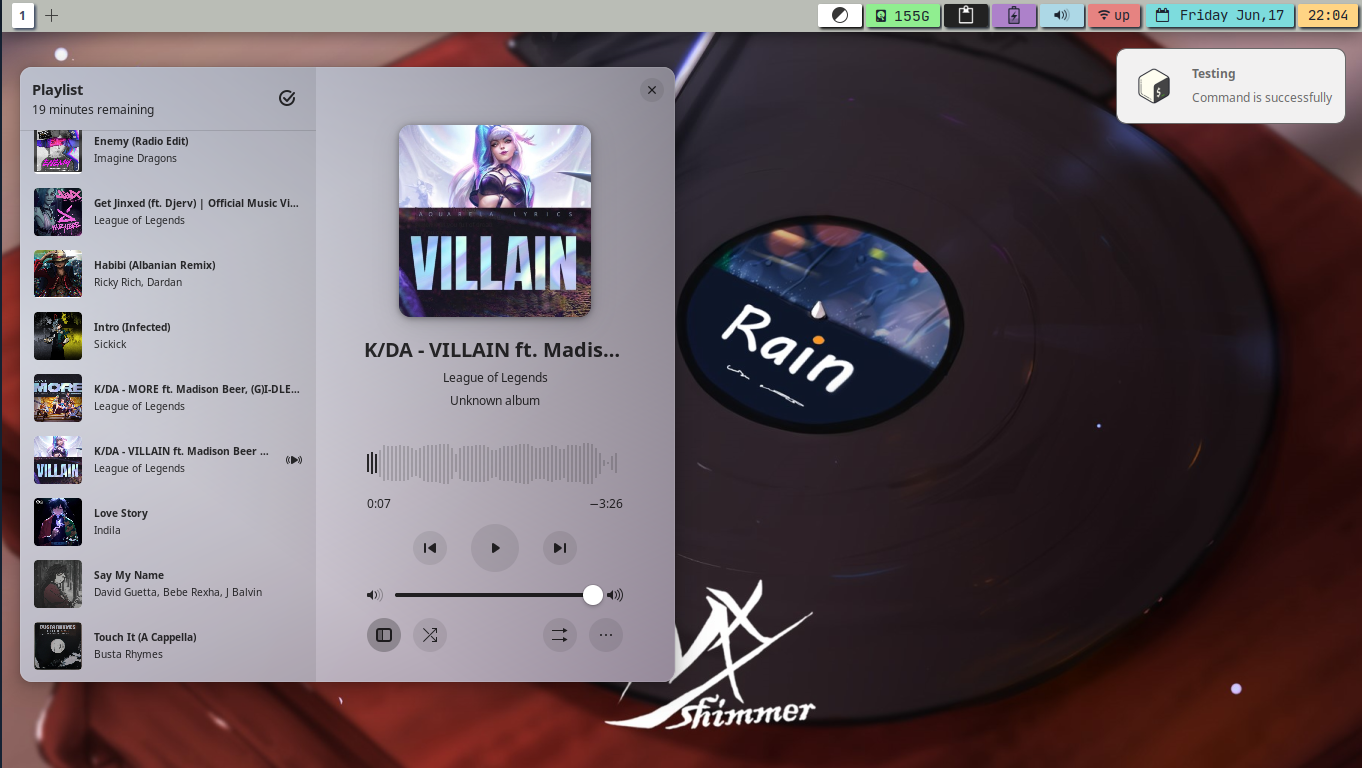 1
155G
up
Friday Jun,17
22:04
Testing
Command is successfully
Playlist
19 minutes remaining
Enemy (Radio Edit)
Imagine Dragons
Get Jinxed (ft. Djerv) | Official Music Vi…
League of Legends
Habibi (Albanian Remix)
Ricky Rich, Dardan
Intro (Infected)
Sickick
MORE
K/DA - MORE ft. Madison Beer, (G)I-DLE…
League of Legends
VILLAIN
K/DA - VILLAIN ft. Madison Beer …
League of Legends
Love Story
Indila
Say My Name
David Guetta, Bebe Rexha, J Balvin
BUSTA RHYMES
Touch It (A Cappella)
Busta Rhymes
AQUARELA LYRICS
VILLAIN
K/DA - VILLAIN ft. Madis…
League of Legends
Unknown album
0:07
−3:26
Rain
Shimmer